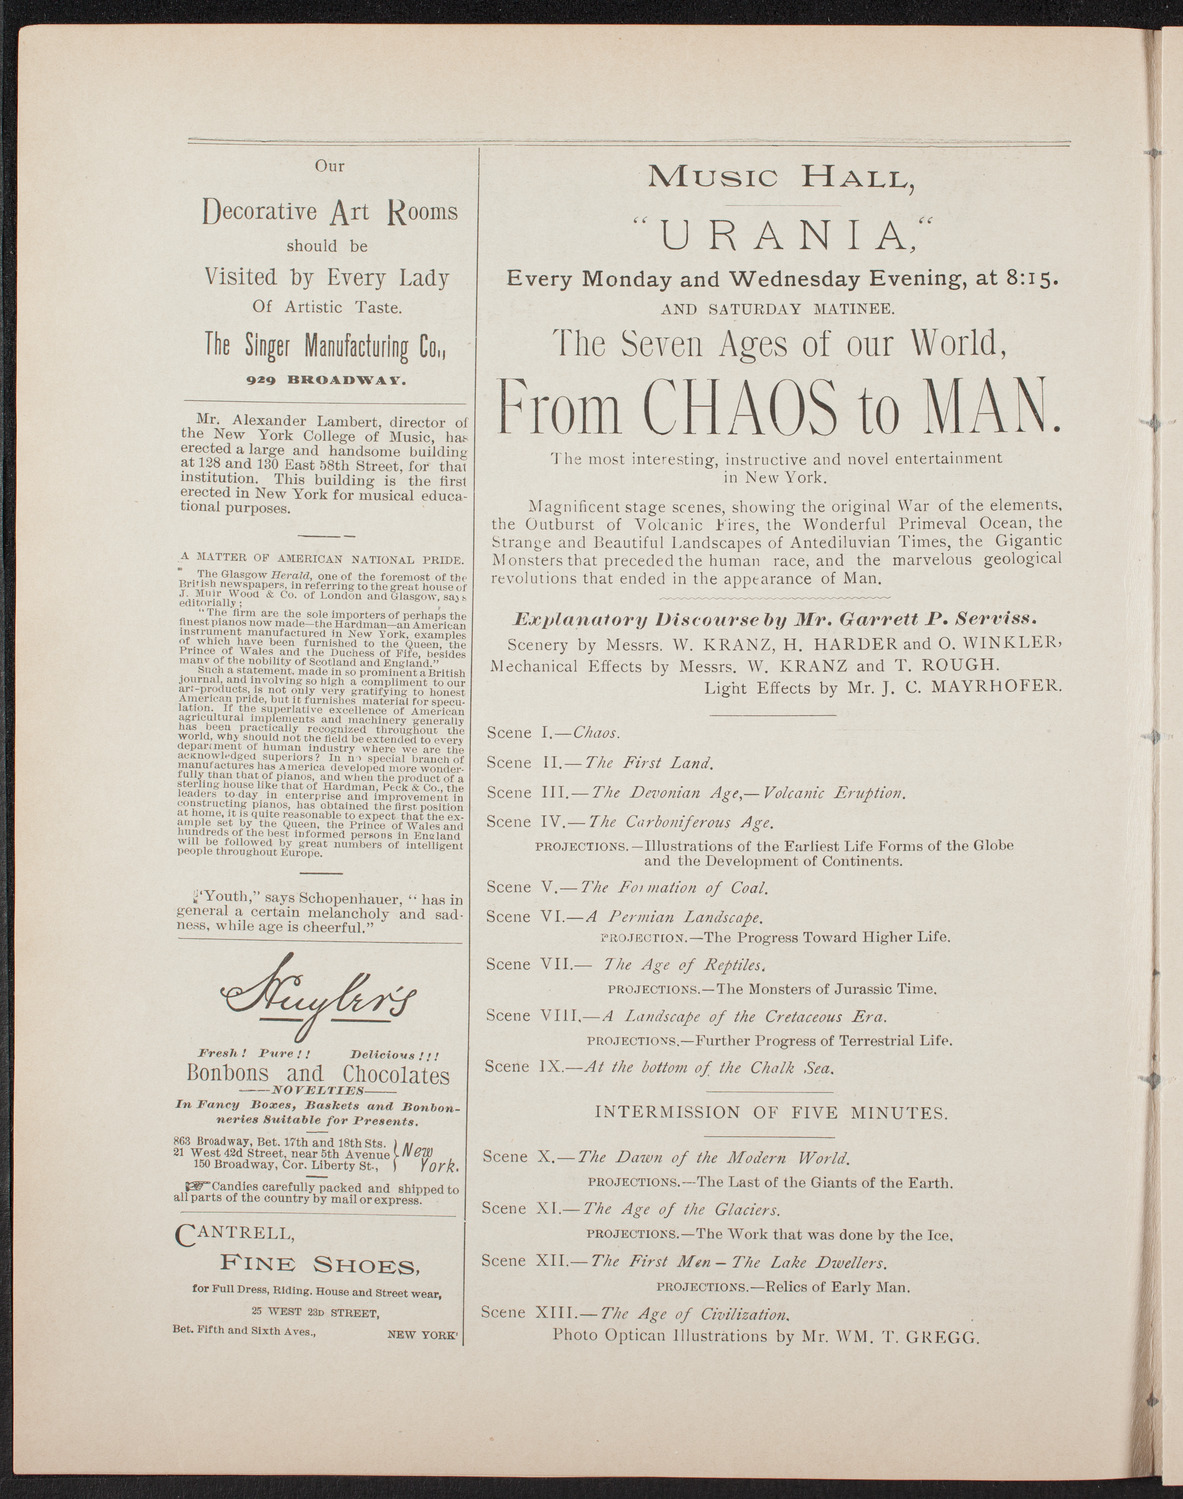 Our
Decorative Art Rooms
should be
Visited by Every Lady
Of Artistic Taste.
The Singer Manufacturing Co.,
929 BROADWAY.
Mr. Alexander Lambert, director of
the New York College of Music, has
erected a large and handsome building
at 128 and 130 East 58th Street, for that
institution. This building is the first
erected in New York for musical educa-
tional purposes.
A MATTER OF AMERICAN NATIONAL PRIDE.
The Glasgow Herald, one of the foremost of the
British newspapers, in referring to the great house of
J. Muir Wood & Co. of London and Glasgow, says
editorially:
"The firm are the sole importers of perhaps the
finest pianos now made—the Hardman—an American
instrument manufactured in New York, examples
of which have been furnished to the Queen, the
Prince of Wales and the Duchess of Fife, besides
many of the nobility of Scotland and England."
Such a statement, made in so prominent a British
journal, and involving so high a compliment to our
art-products, is not only very gratifying to honest
American pride, but it furnishes material for specu-
lation. If the superlative excellence of American
agricultural implements and machinery generally
has been practically recognized throughout the
world, why should not the field be extended to every
department of human industry where we are the
acknowledged superiors? In no special branch of
manufactures has America developed more wonder-
fully than that of pianos, and when the product of a
sterling house like that of Hardman, Peck & Co., the
leaders to day in enterprise and improvement in
constructing pianos, has obtained the first position
at home, it is quite reasonable to expect that the ex-
ample set by the Queen, the Prince of Wales and
hundreds of the best informed persons in England
will be followed by great numbers of intelligent
people throughout Europe.
"Youth," says Schopenhauer, "has in
general a certain melancholy and sad-
ness, while age is cheerful."
Huyler's
Fresh! Pure!! Delicious!!!
Bonbons and Chocolates
—NOVELTIES—
In Fancy Boxes, Baskets and Bonbon-
neries Suitable for Presents.
863 Broadway, Bet. 17th and 18th Sts.
21 West 42d Street, near 5th Avenue
150 Broadway, Cor. Liberty St.,
New York.
☞Candies carefully packed and shipped to
all parts of the country by mail or express.
CANTRELL,
FINE SHOES,
for Full Dress, Riding. House and Street wear,
25 WEST 23D STREET,
Bet. Fifth and Sixth Aves., NEW YORK'
MUSIC HALL,
"URANIA,"
Every Monday and Wednesday Evening, at 8:15.
AND SATURDAY MATINEE.
The Seven Ages of our World,
From CHAOS to MAN.
The most interesting, instructive and novel entertainment
in New York.
Magnificent stage scenes, showing the original War of the elements,
the Outburst of Volcanic Fires, the Wonderful Primeval Ocean, the
Strange and Beautiful Landscapes of Antediluvian Times, the Gigantic
Monsters that preceded the human race, and the marvelous geological
revolutions that ended in the appearance of Man.
Explanatory Discourse by Mr. Garrett P. Serviss.
Scenery by Messrs. W. KRANZ, H. HARDER and O. WINKLER,
Mechanical Effects by Messrs. W. KRANZ and T. ROUGH.
Light Effects by Mr. J. C. MAYRHOFER.
Scene I.—Chaos.
Scene II.—The First Land.
Scene III.—The Devonian Age,—Volcanic Eruption.
Scene IV.—The Carboniferous Age.
PROJECTIONS.—Illustrations of the Earliest Life Forms of the Globe
and the Development of Continents.
Scene V.—The Formation of Coal.
Scene VI.—A Permian Landscape.
PROJECTION.—The Progress Toward Higher Life.
Scene VII.—The Age of Reptiles.
PROJECTIONS.—The Monsters of Jurassic Time.
Scene VIII.—A Landscape of the Cretaceous Era.
PROJECTIONS.—Further Progress of Terrestrial Life.
Scene IX.—At the bottom of the Chalk Sea.
INTERMISSION OF FIVE MINUTES.
Scene X.—The Dawn of the Modern World.
PROJECTIONS.—The Last of the Giants of the Earth.
Scene XI.—The Age of the Glaciers.
PROJECTIONS.—The Work that was done by the Ice.
Scene XII.—The First Men—The Lake Dwellers.
PROJECTIONS.—Relics of Early Man.
Scene XIII.—The Age of Civilization.
Photo Optican Illustrations by Mr. WM. T. GREGG.